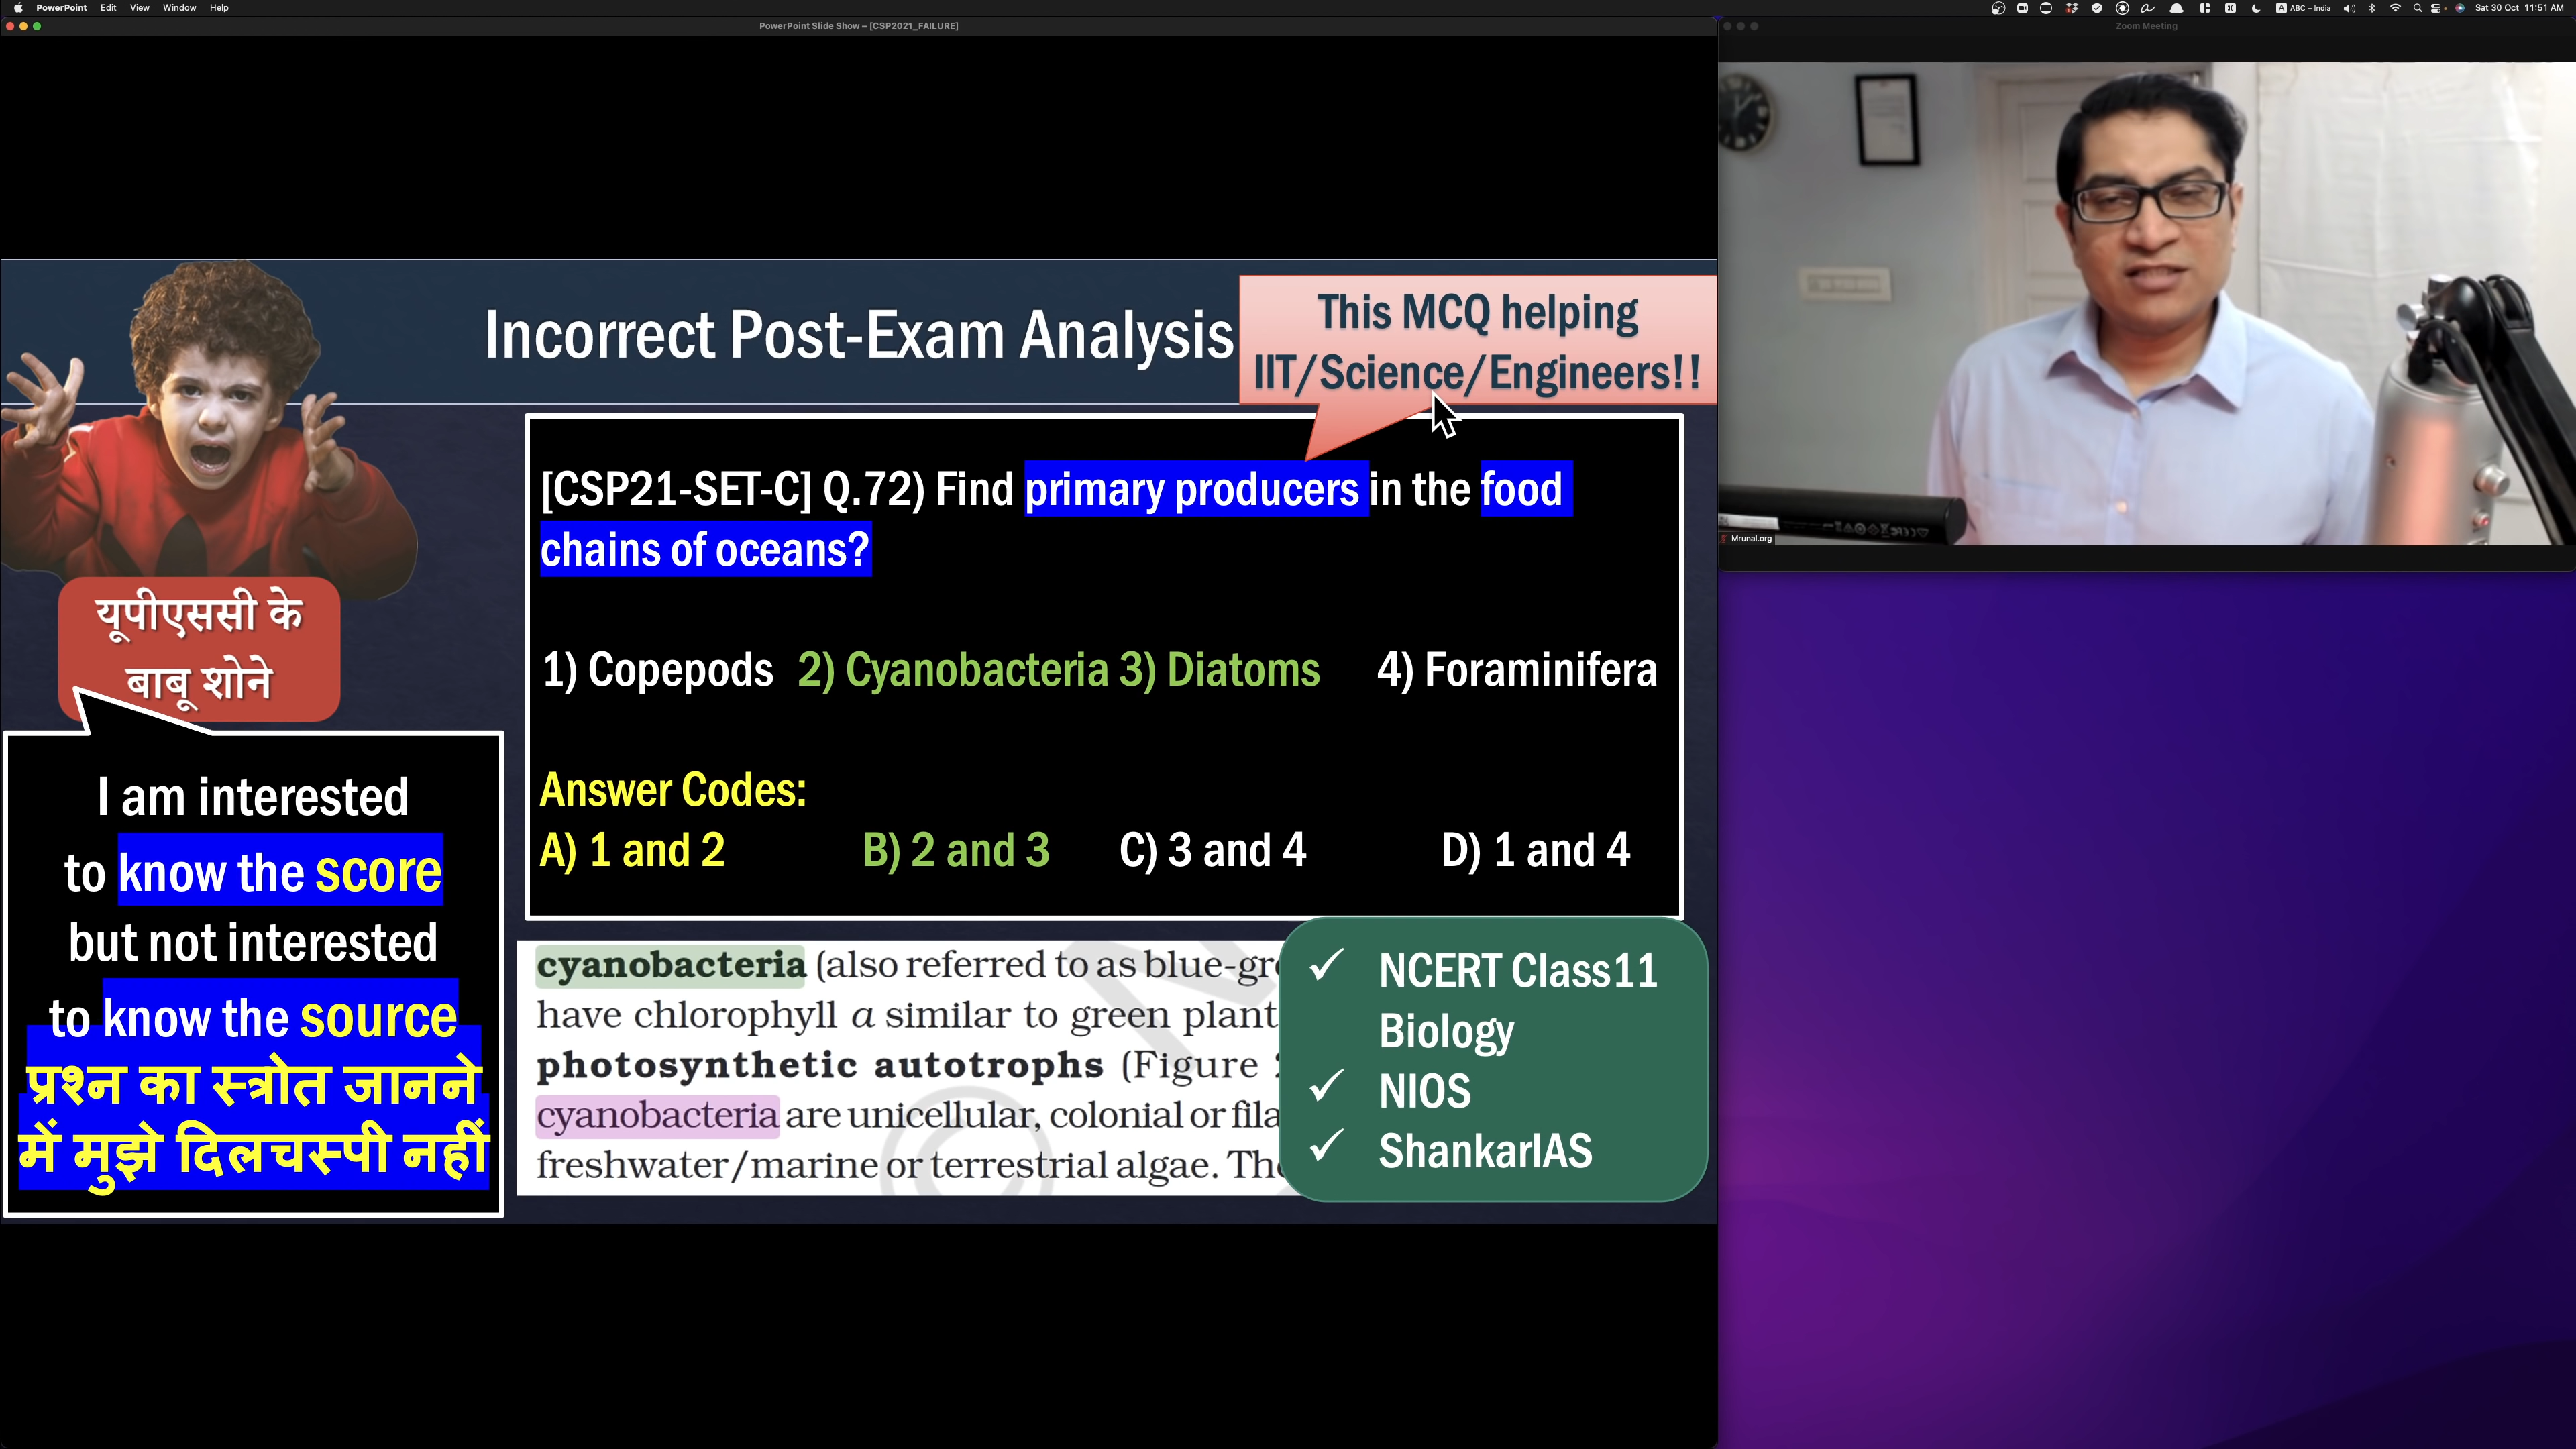 PowerPoint Edit View Window Help
ABC – India
Sat 30 Oct 11:51 AM
PowerPoint Slide Show – [CSP2021_FAILURE]
Zoom Meeting
Incorrect Post-Exam Analysis
This MCQ helping
IIT/Science/Engineers!!
[CSP21-SET-C] Q.72) Find primary producers in the food
chains of oceans?
1) Copepods 2) Cyanobacteria 3) Diatoms 4) Foraminifera
Answer Codes:
A) 1 and 2 B) 2 and 3 C) 3 and 4 D) 1 and 4
यूपीएससी के
बाबू शोने
I am interested
to know the score
but not interested
to know the source
प्रश्न का स्त्रोत जानने
में मुझे दिलचस्पी नहीं
cyanobacteria (also referred to as blue-gre
have chlorophyll a similar to green plant
photosynthetic autotrophs (Figure
cyanobacteria are unicellular, colonial or fila
freshwater/marine or terrestrial algae. The
✓ NCERT Class11
Biology
✓ NIOS
✓ ShankarIAS
Mrunal.org